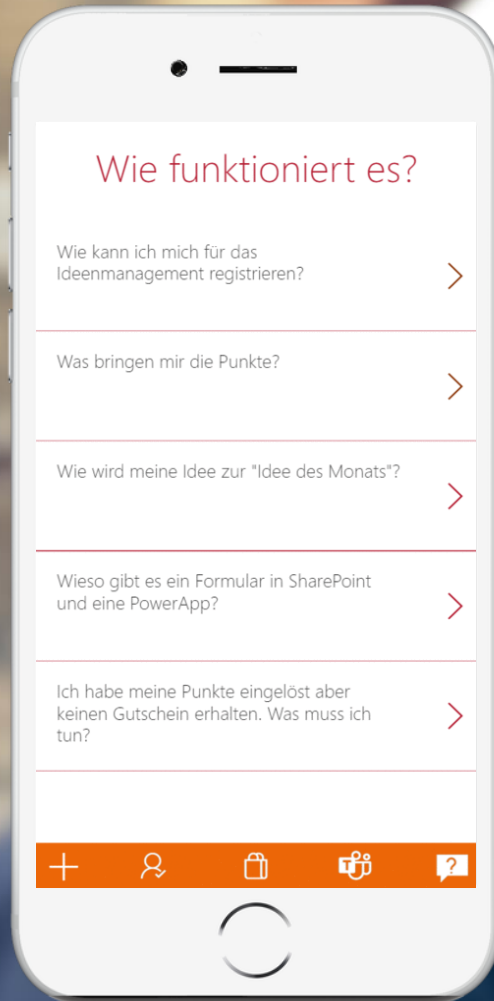 Wie funktioniert es?
Wie kann ich mich für das
Ideenmanagement registrieren?
Was bringen mir die Punkte?
Wie wird meine Idee zur "Idee des Monats"?
Wieso gibt es ein Formular in SharePoint
und eine PowerApp?
Ich habe meine Punkte eingelöst aber
keinen Gutschein erhalten. Was muss ich
tun?
T
?